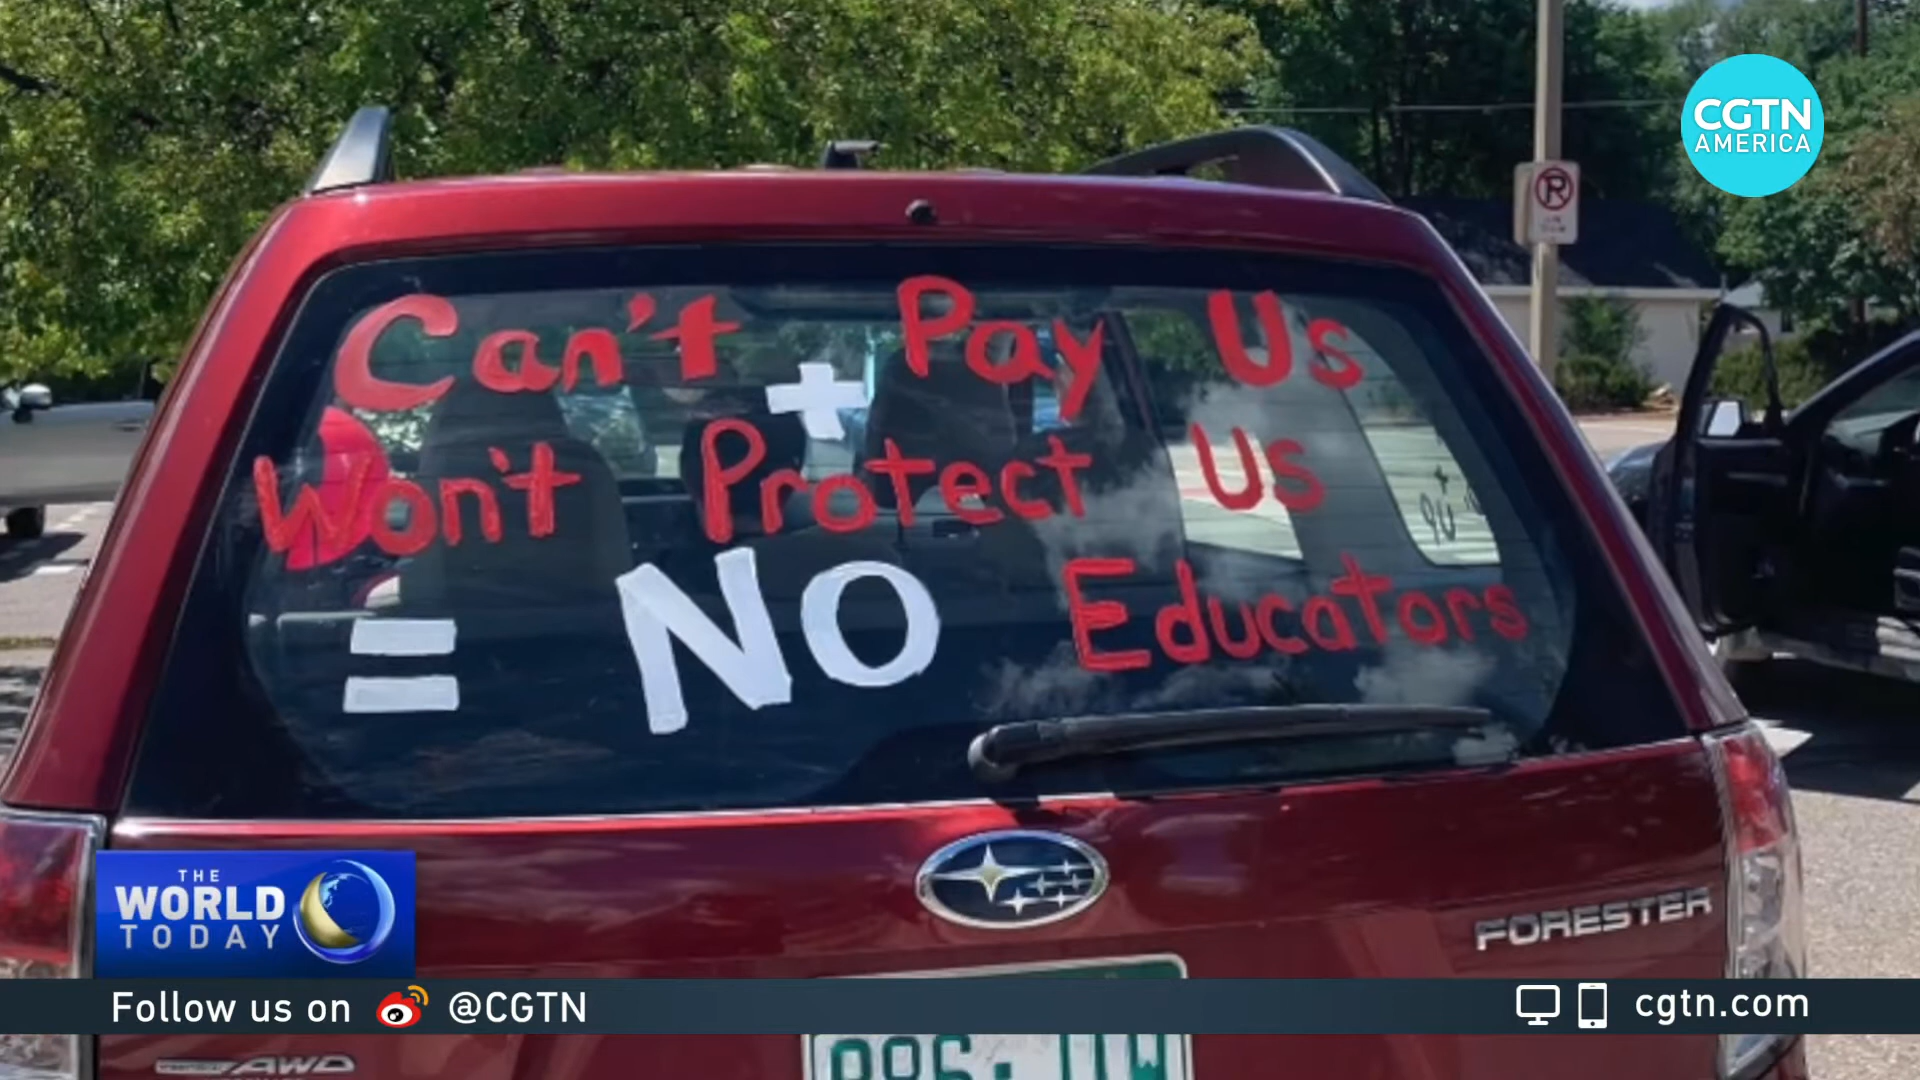 CGTN
AMERICA
Can't Pay Us
+
Won't Protect Us
= NO Educators
FORESTER
THE
WORLD
TODAY
Follow us on @CGTN
cgtn.com
AWD